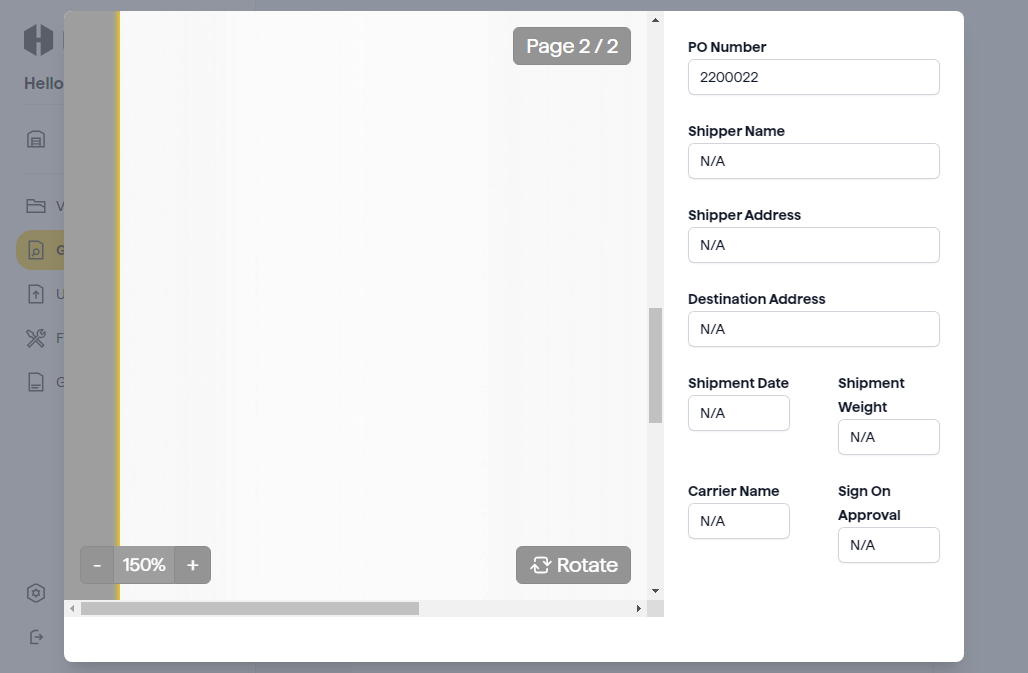 Hello
V
G
U
F
G
Page 2 / 2
- 150% +
Rotate
PO Number
2200022
Shipper Name
N/A
Shipper Address
N/A
Destination Address
N/A
Shipment Date
N/A
Shipment
Weight
N/A
Carrier Name
N/A
Sign On
Approval
N/A